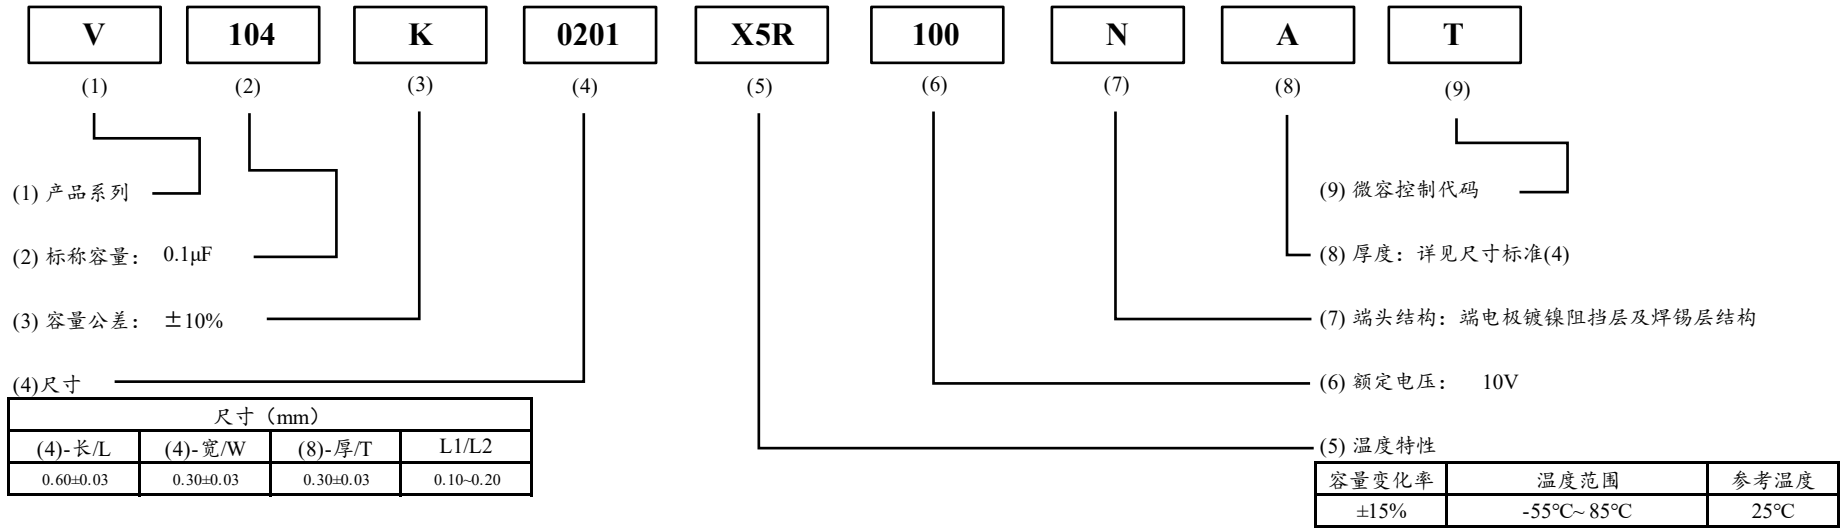 V 104 K 0201 X5R 100 N A T
(1) (2) (3) (4) (5) (6) (7) (8) (9)
(1) 产品系列
(9) 微容控制代码
(2) 标称容量： 0.1μF
(8) 厚度：详见尺寸标准(4)
(3) 容量公差： ±10%
(7) 端头结构：端电极镀镍阻挡层及焊锡层结构
(4)尺寸
(6) 额定电压： 10V
尺寸（mm）
(4)-长/L (4)-宽/W (8)-厚/T L1/L2
0.60±0.03 0.30±0.03 0.30±0.03 0.10~0.20
(5) 温度特性
容量变化率 温度范围 参考温度
±15% -55℃~ 85℃ 25℃